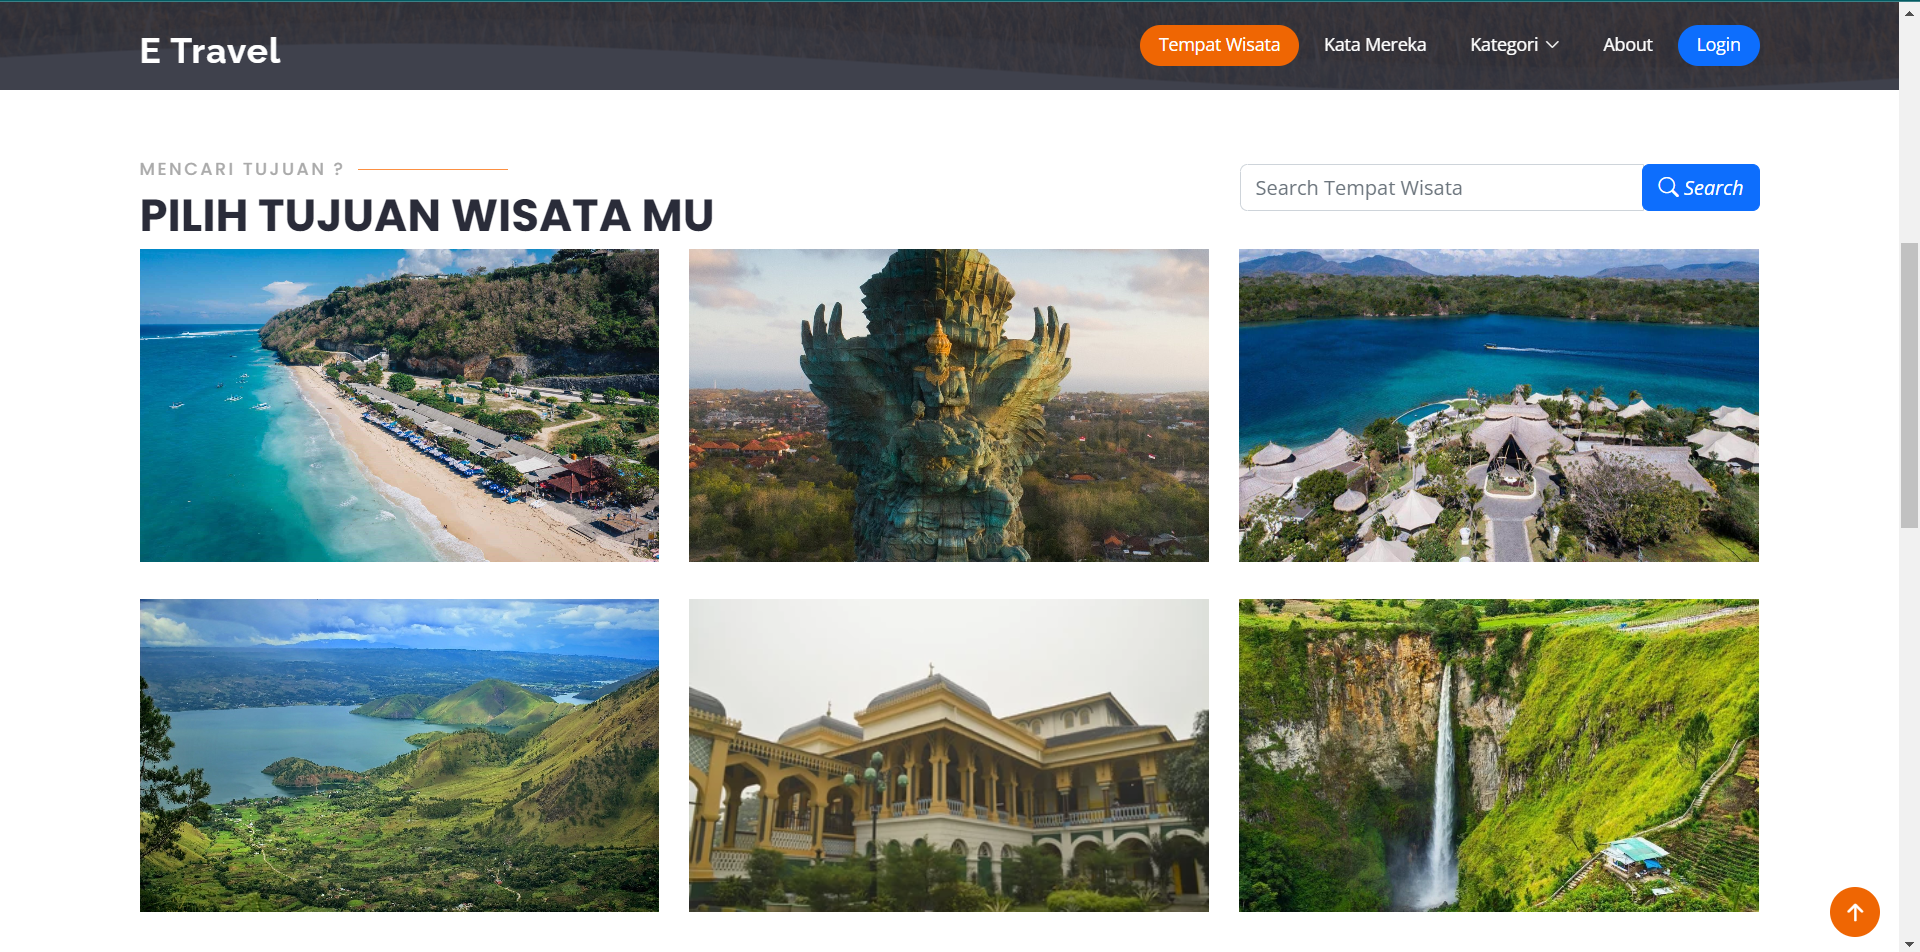 E Travel
Tempat Wisata
Kata Mereka
Kategori
About
Login
MENCARI TUJUAN ?
PILIH TUJUAN WISATA MU
Search Tempat Wisata
Search